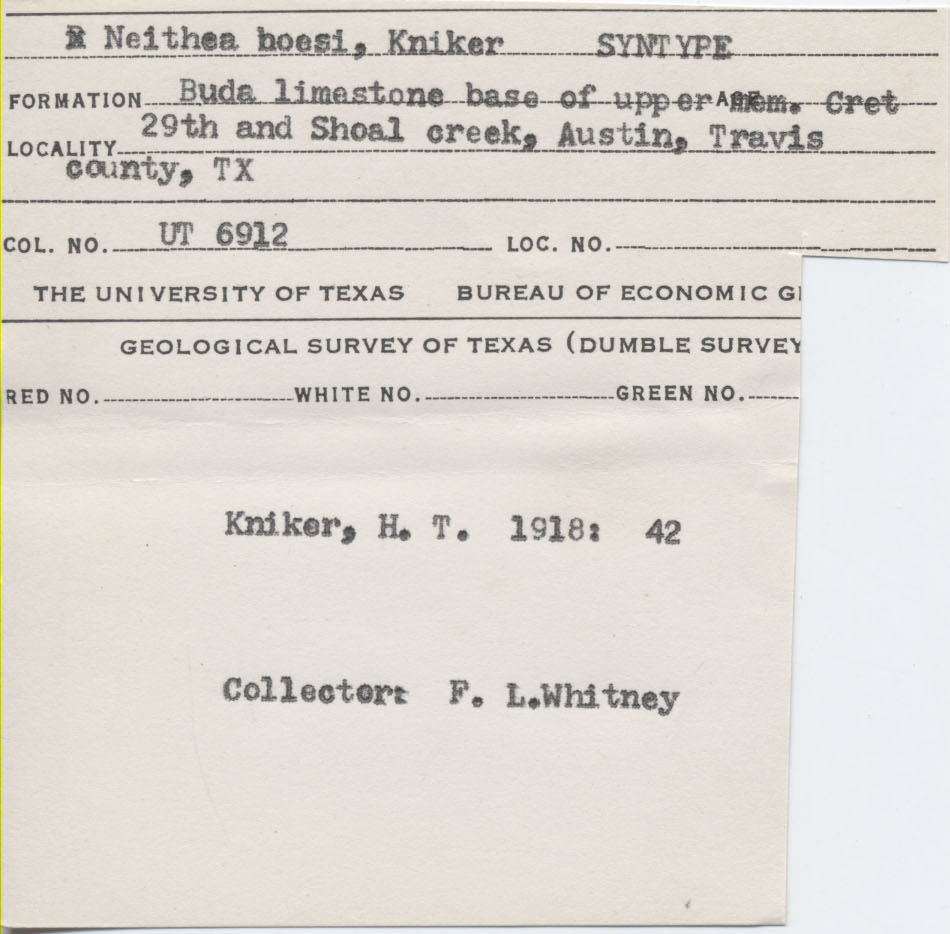 Neithea boesi, Kniker SYNTYPE
FORMATION Buda limestone base of upper mem. AGE Cret
29th and Shoal creek, Austin, Travis
LOCALITY
county, TX
COL. NO. UT 6912 LOC. NO.
THE UNIVERSITY OF TEXAS BUREAU OF ECONOMIC G
GEOLOGICAL SURVEY OF TEXAS (DUMBLE SURVEY
RED NO. WHITE NO. GREEN NO.
Kniker, H. T. 1918: 42
Collector: F. L.Whitney